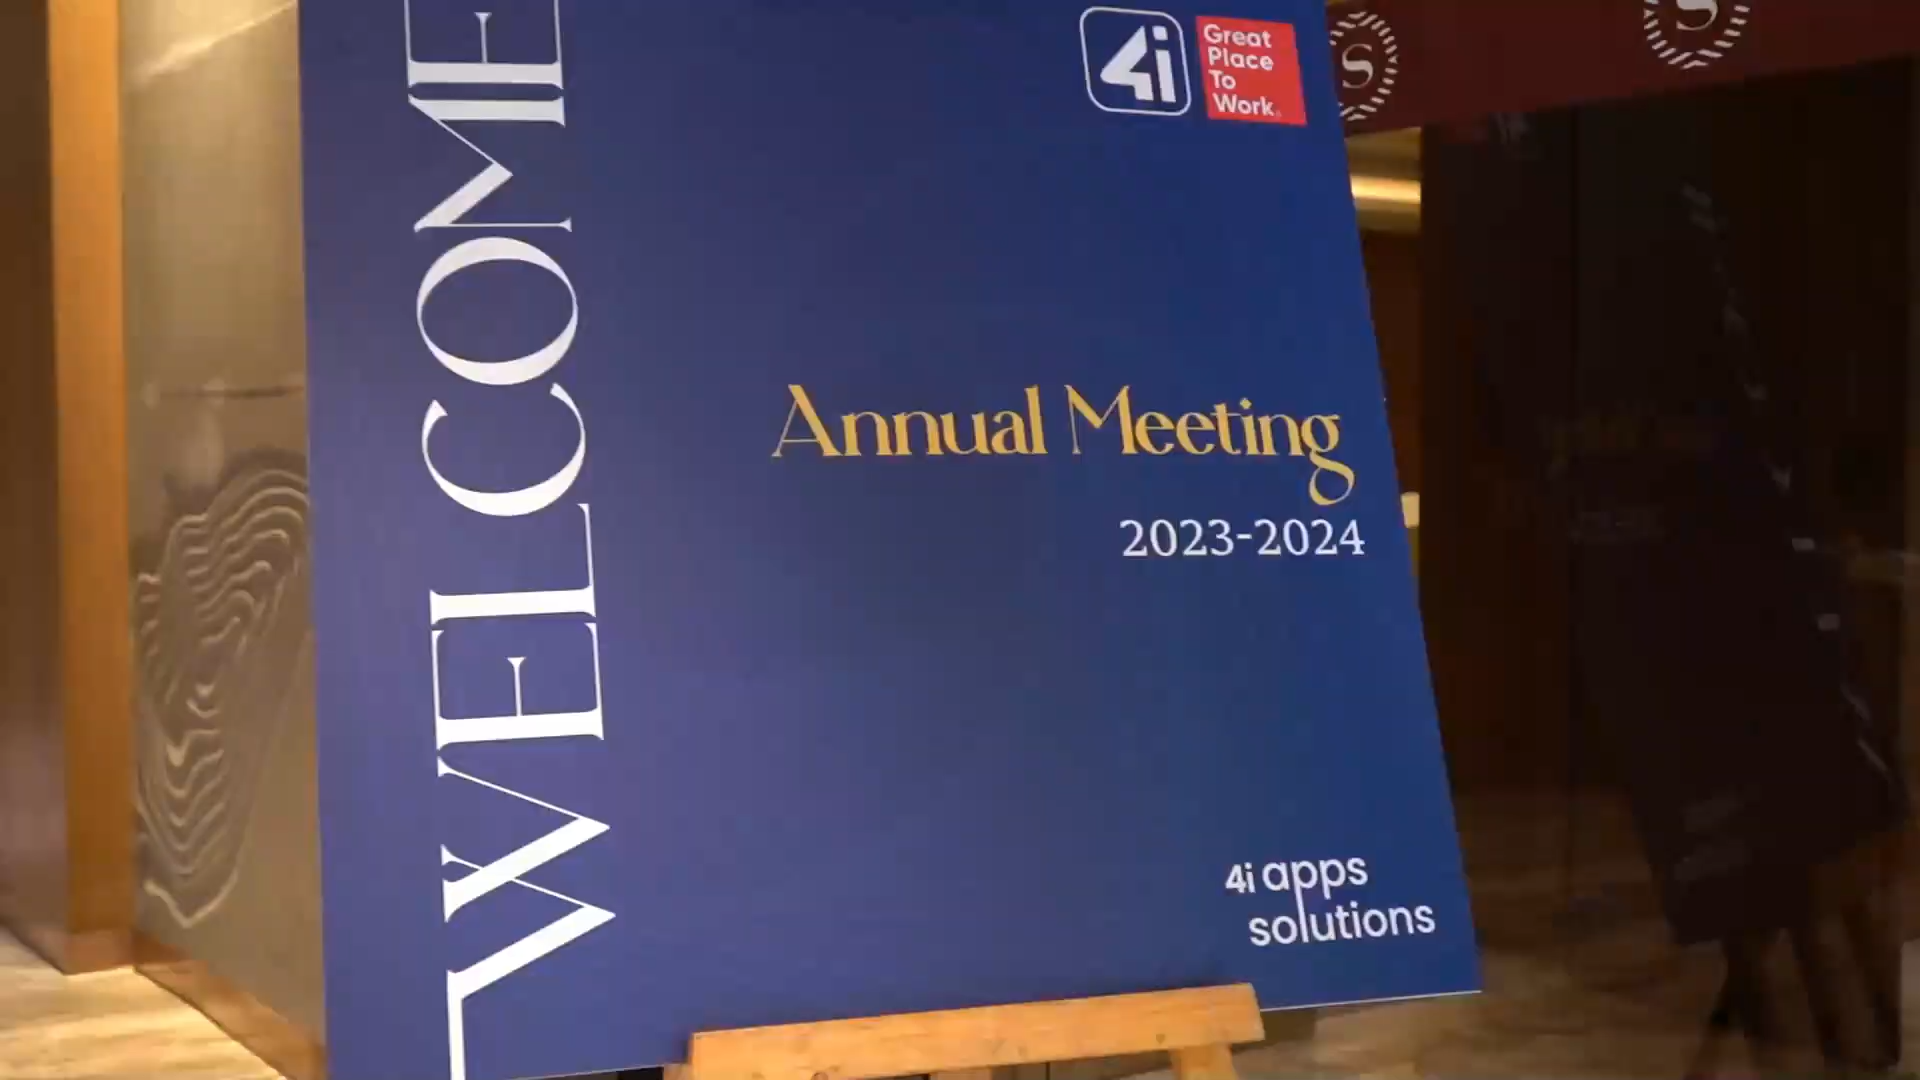 WELCOME
4i
Great
Place
To
Work.
S
S
Annual Meeting
2023-2024
4i apps
solutions